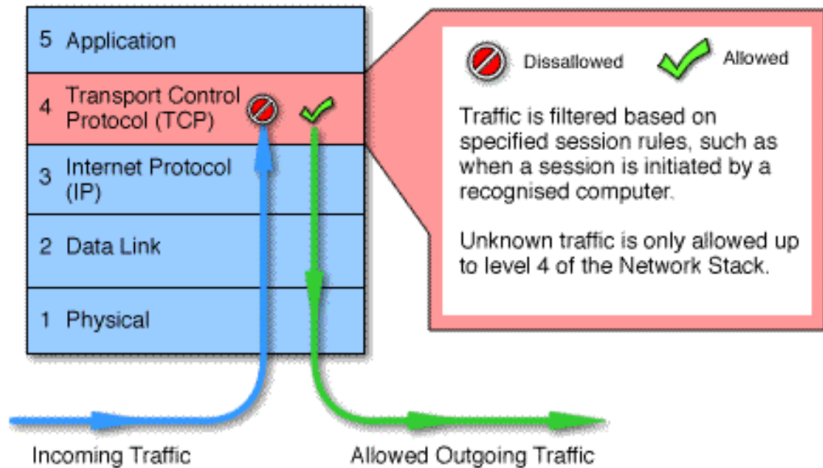 5 Application
4 Transport Control
Protocol (TCP)
3 Internet Protocol
(IP)
2 Data Link
1 Physical
Incoming Traffic
Allowed Outgoing Traffic
Dissallowed
Allowed
Traffic is filtered based on
specified session rules, such as
when a session is initiated by a
recognised computer.
Unknown traffic is only allowed up
to level 4 of the Network Stack.